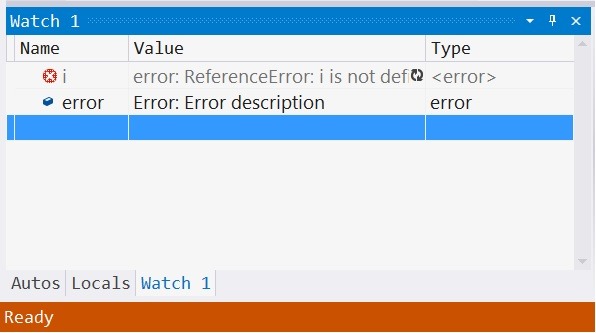 Watch 1
Name Value Type
i error: ReferenceError: i is not def <error>
error Error: Error description error
Autos Locals Watch 1
Ready